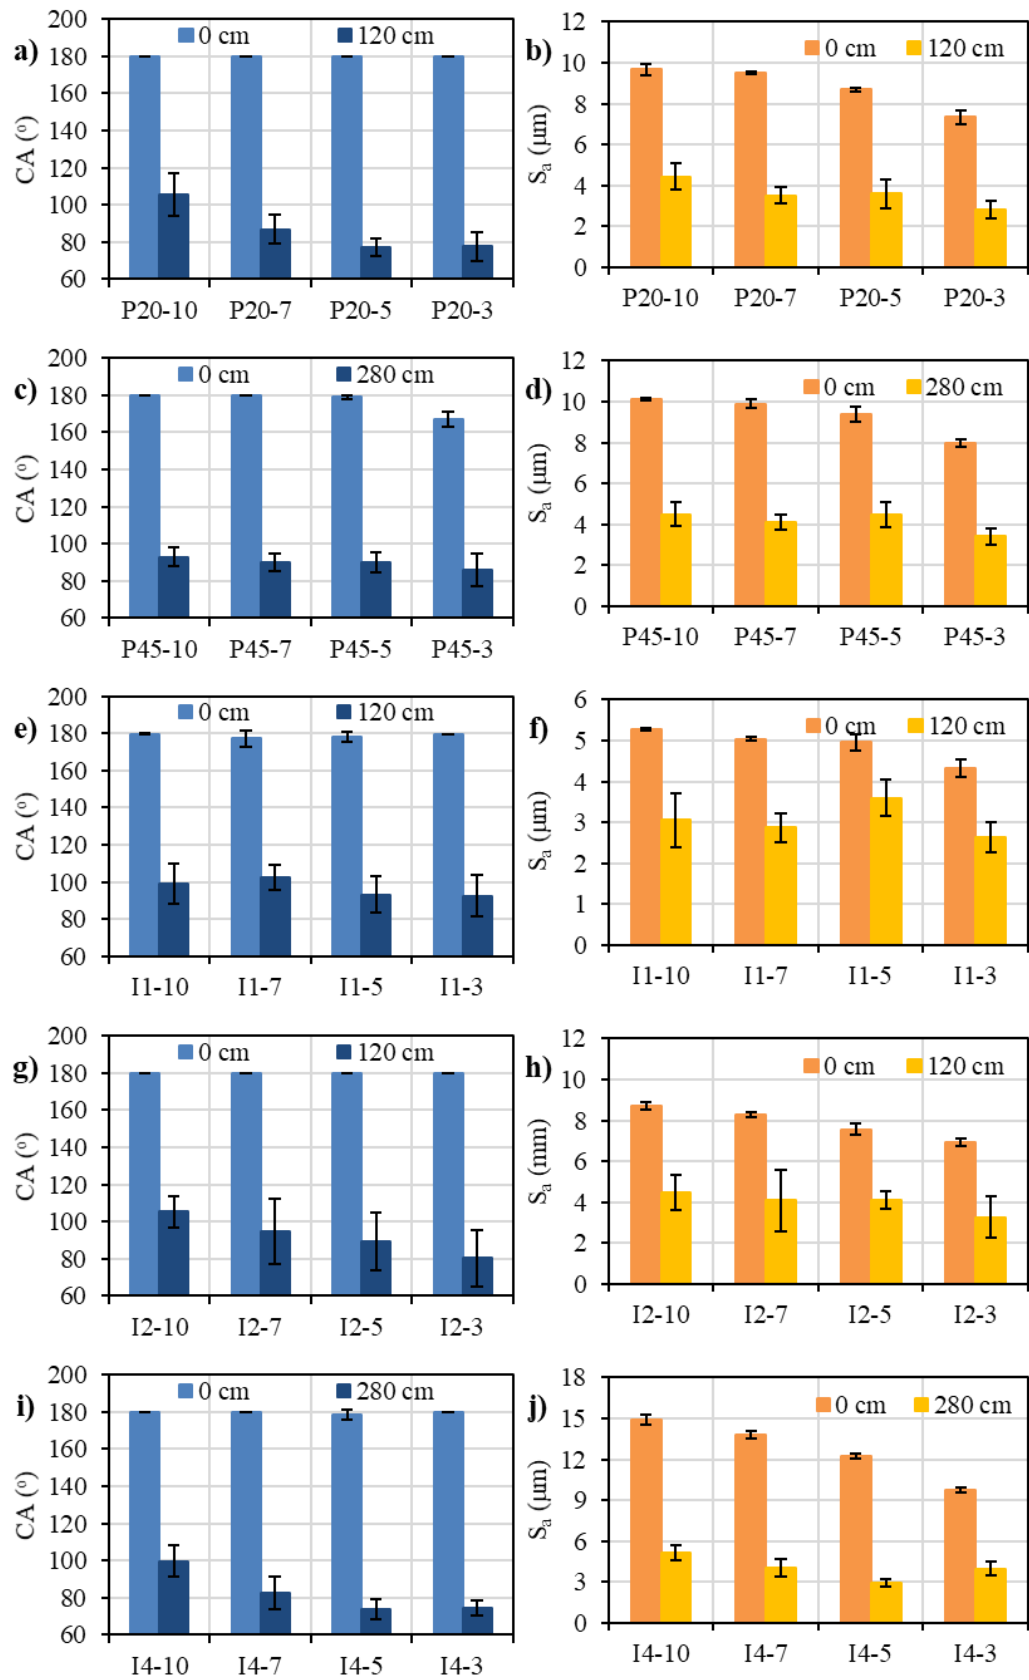 a)
CA (°)
200
180
160
140
120
100
80
60
0 cm
120 cm
P20-10 P20-7 P20-5 P20-3
b)
Sₐ (μm)
12
10
8
6
4
2
0
0 cm
120 cm
P20-10 P20-7 P20-5 P20-3
c)
CA (°)
200
180
160
140
120
100
80
60
0 cm
280 cm
P45-10 P45-7 P45-5 P45-3
d)
Sₐ (μm)
12
10
8
6
4
2
0
0 cm
280 cm
P45-10 P45-7 P45-5 P45-3
e)
CA (°)
200
180
160
140
120
100
80
60
0 cm
120 cm
I1-10 I1-7 I1-5 I1-3
f)
Sₐ (μm)
6
5
4
3
2
1
0
0 cm
120 cm
I1-10 I1-7 I1-5 I1-3
g)
CA (°)
200
180
160
140
120
100
80
60
0 cm
120 cm
I2-10 I2-7 I2-5 I2-3
h)
Sₐ (mm)
12
10
8
6
4
2
0
0 cm
120 cm
I2-10 I2-7 I2-5 I2-3
i)
CA (°)
200
180
160
140
120
100
80
60
0 cm
280 cm
I4-10 I4-7 I4-5 I4-3
j)
Sₐ (μm)
18
15
12
9
6
3
0
0 cm
280 cm
I4-10 I4-7 I4-5 I4-3